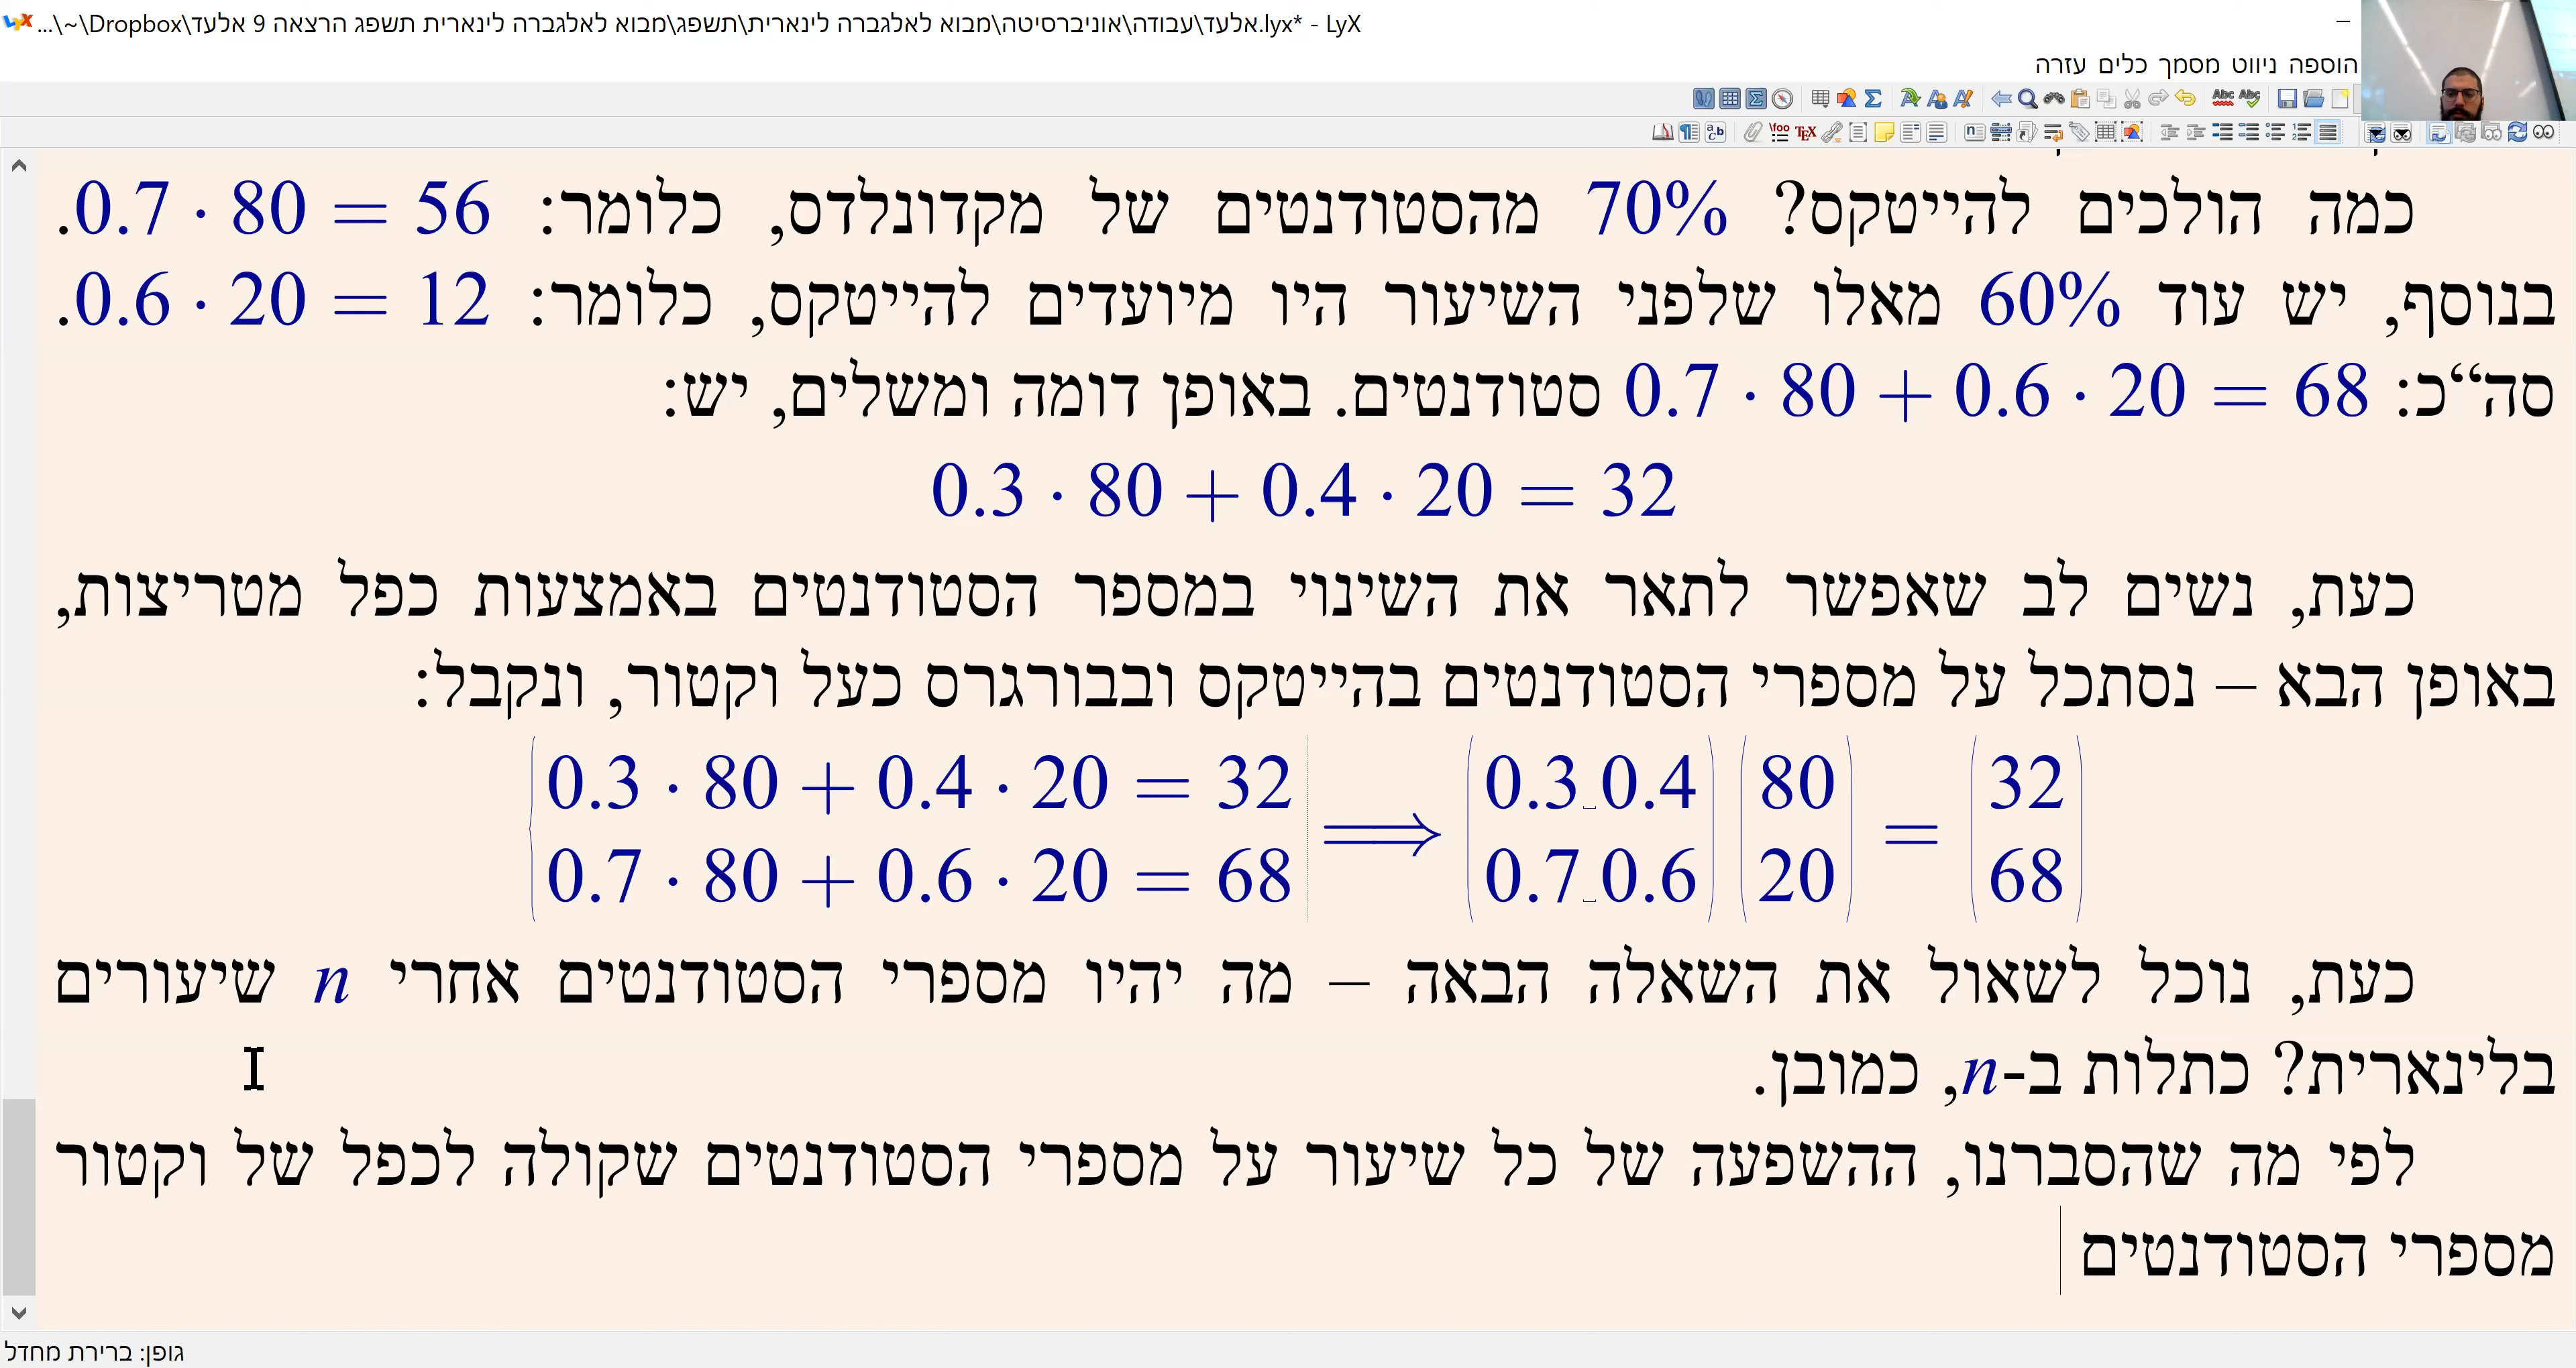 ...\~\Dropbox\אלעד\עבודה\אוניברסיטה\מבוא לאלגברה לינארית\תשפג\מבוא לאלגברה לינארית תשפג הרצאה 9 אלעד.lyx* - LyX
הוספה ניווט מסמך כלים עזרה
כמה הולכים להייטקס? 70% מהסטודנטים של מקדונלדס, כלומר: 0.7 · 80 = 56.
בנוסף, יש עוד 60% מאלו שלפני השיעור היו מיועדים להייטקס, כלומר: 0.6 · 20 = 12.
סה“כ: 0.7 · 80 + 0.6 · 20 = 68 סטודנטים. באופן דומה ומשלים, יש:
0.3 · 80 + 0.4 · 20 = 32
כעת, נשים לב שאפשר לתאר את השינוי במספר הסטודנטים באמצעות כפל מטריצות,
באופן הבא – נסתכל על מספרי הסטודנטים בהייטקס ובבורגרס כעל וקטור, ונקבל:
0.3 · 80 + 0.4 · 20 = 32 ⟹ (0.3 0.4) (80) = (32)
0.7 · 80 + 0.6 · 20 = 68 (0.7 0.6) (20) (68)
כעת, נוכל לשאול את השאלה הבאה – מה יהיו מספרי הסטודנטים אחרי n שיעורים
בלינארית? כתלות ב-n, כמובן.
לפי מה שהסברנו, ההשפעה של כל שיעור על מספרי הסטודנטים שקולה לכפל של וקטור
מספרי הסטודנטים
גופן: ברירת מחדל